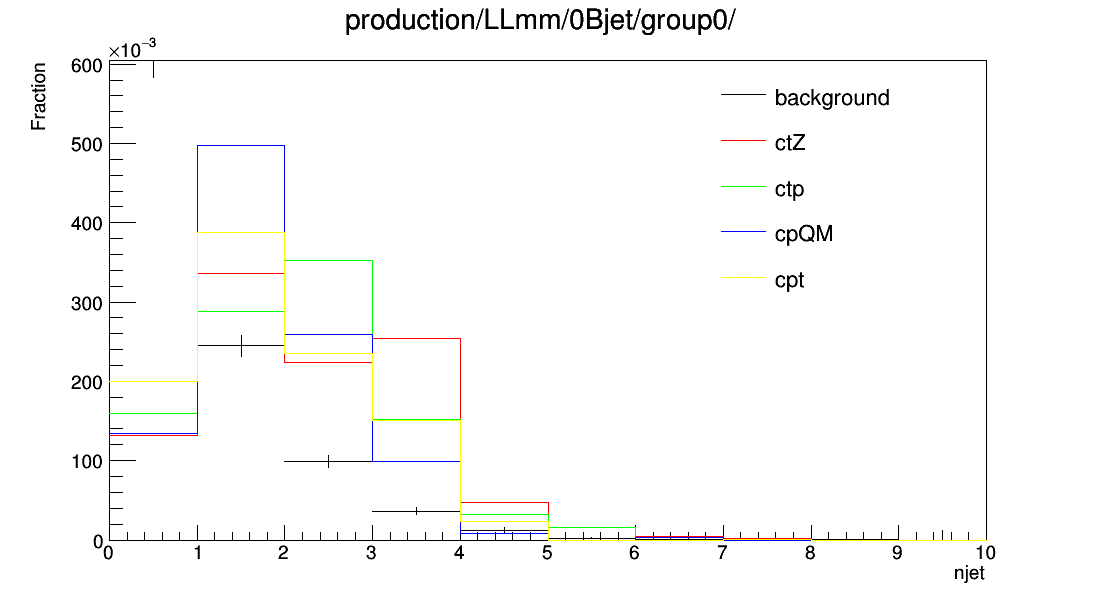 production/LLmm/0Bjet/group0/
×10⁻³
Fraction
600
500
400
300
200
100
0
background
ctZ
ctp
cpQM
cpt
0 1 2 3 4 5 6 7 8 9 10
njet